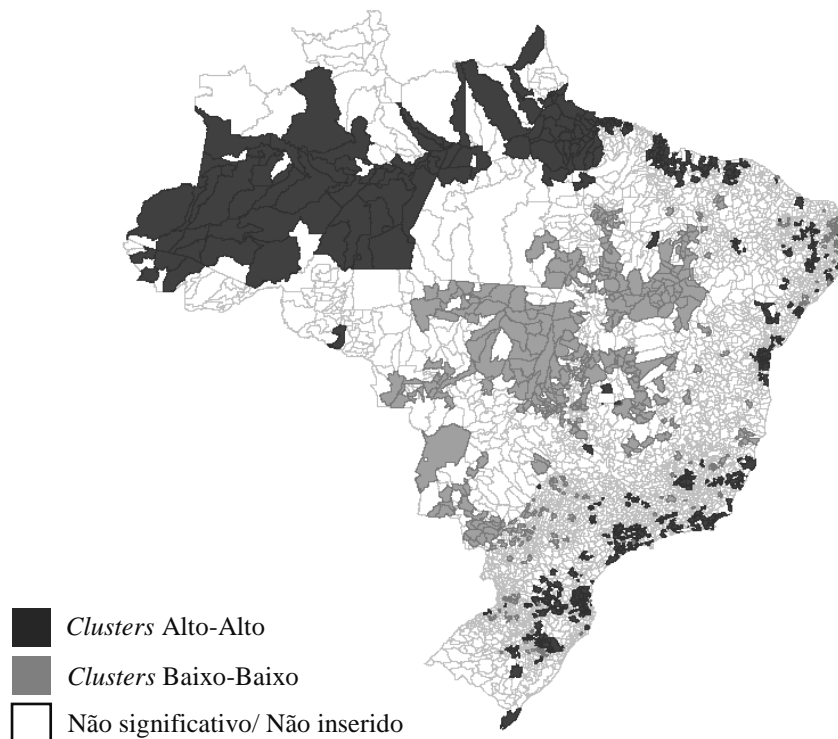 Clusters Alto-Alto
Clusters Baixo-Baixo
Não significativo/ Não inserido